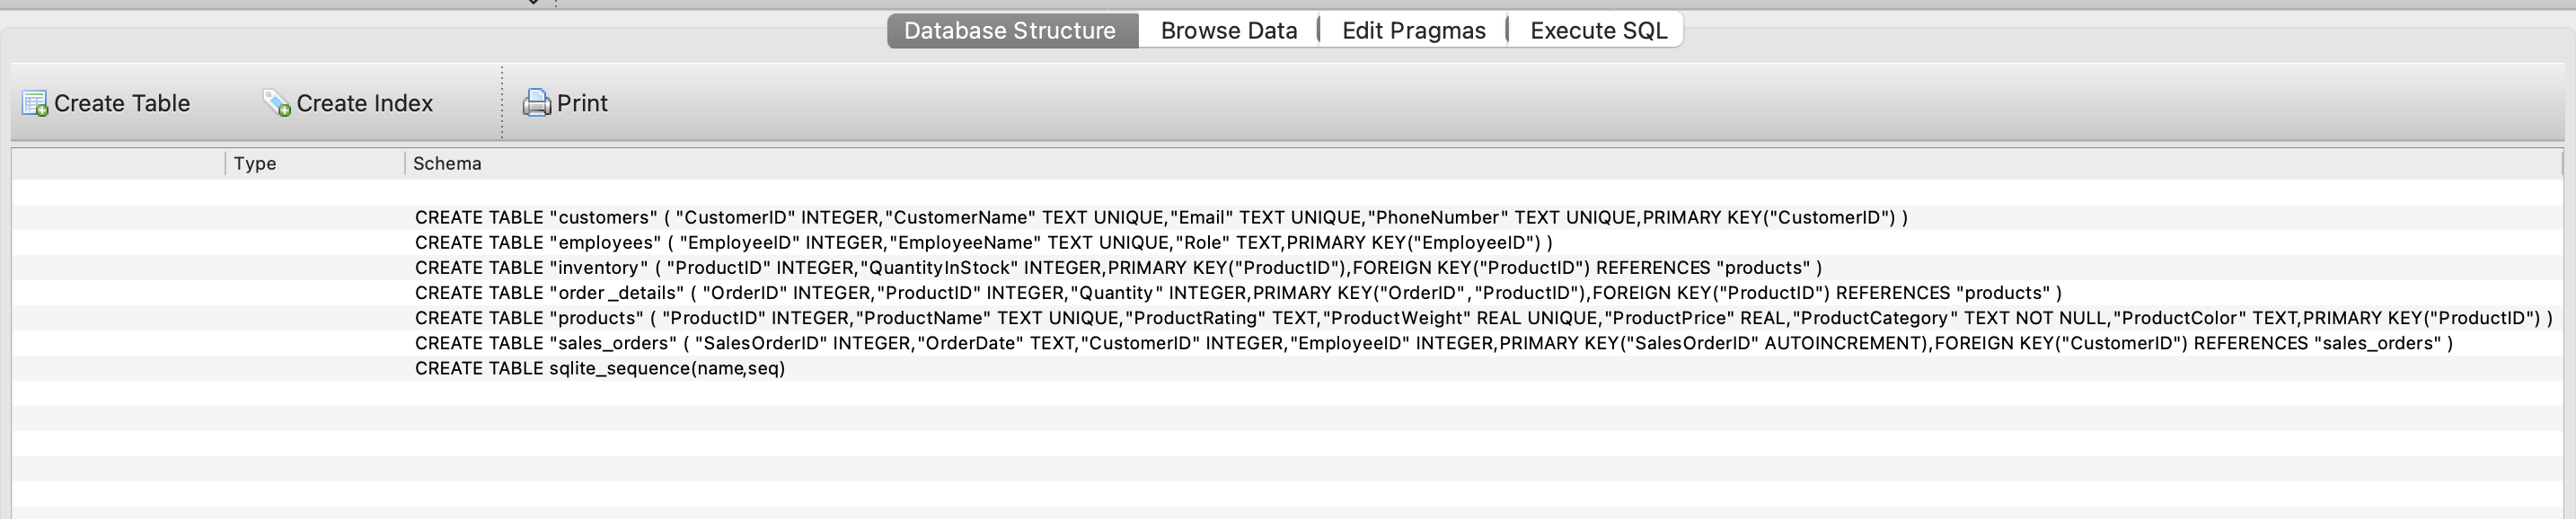 Database Structure Browse Data Edit Pragmas Execute SQL
Create Table Create Index Print
Type Schema
CREATE TABLE "customers" ( "CustomerID" INTEGER,"CustomerName" TEXT UNIQUE,"Email" TEXT UNIQUE,"PhoneNumber" TEXT UNIQUE,PRIMARY KEY("CustomerID") )
CREATE TABLE "employees" ( "EmployeeID" INTEGER,"EmployeeName" TEXT UNIQUE,"Role" TEXT,PRIMARY KEY("EmployeeID") )
CREATE TABLE "inventory" ( "ProductID" INTEGER,"QuantityInStock" INTEGER,PRIMARY KEY("ProductID"),FOREIGN KEY("ProductID") REFERENCES "products" )
CREATE TABLE "order_details" ( "OrderID" INTEGER,"ProductID" INTEGER,"Quantity" INTEGER,PRIMARY KEY("OrderID","ProductID"),FOREIGN KEY("ProductID") REFERENCES "products" )
CREATE TABLE "products" ( "ProductID" INTEGER,"ProductName" TEXT UNIQUE,"ProductRating" TEXT,"ProductWeight" REAL UNIQUE,"ProductPrice" REAL,"ProductCategory" TEXT NOT NULL,"ProductColor" TEXT,PRIMARY KEY("ProductID") )
CREATE TABLE "sales_orders" ( "SalesOrderID" INTEGER,"OrderDate" TEXT,"CustomerID" INTEGER,"EmployeeID" INTEGER,PRIMARY KEY("SalesOrderID" AUTOINCREMENT),FOREIGN KEY("CustomerID") REFERENCES "sales_orders" )
CREATE TABLE sqlite_sequence(name,seq)